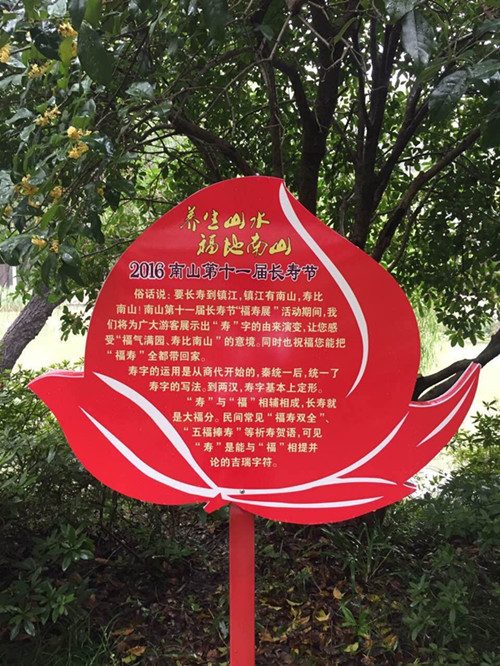 养生山水
福地南山
2016南山第十一届长寿节
俗话说：要长寿到镇江，镇江有南山，寿比
南山！南山第十一届长寿节“福寿展”活动期间，我
们将为广大游客展示出“寿”字的由来演变，让您感
受“福气满园、寿比南山”的意境。同时也祝福您能把
“福寿”全都带回家。
寿字的运用是从商代开始的，秦统一后，统一了
寿字的写法。到两汉，寿字基本上定形。
“寿”与“福”相辅相成，长寿就
是大福分。民间常见“福寿双全”、
“五福捧寿”等祈寿贺语，可见
“寿”是能与“福”相提并
论的吉瑞字符。